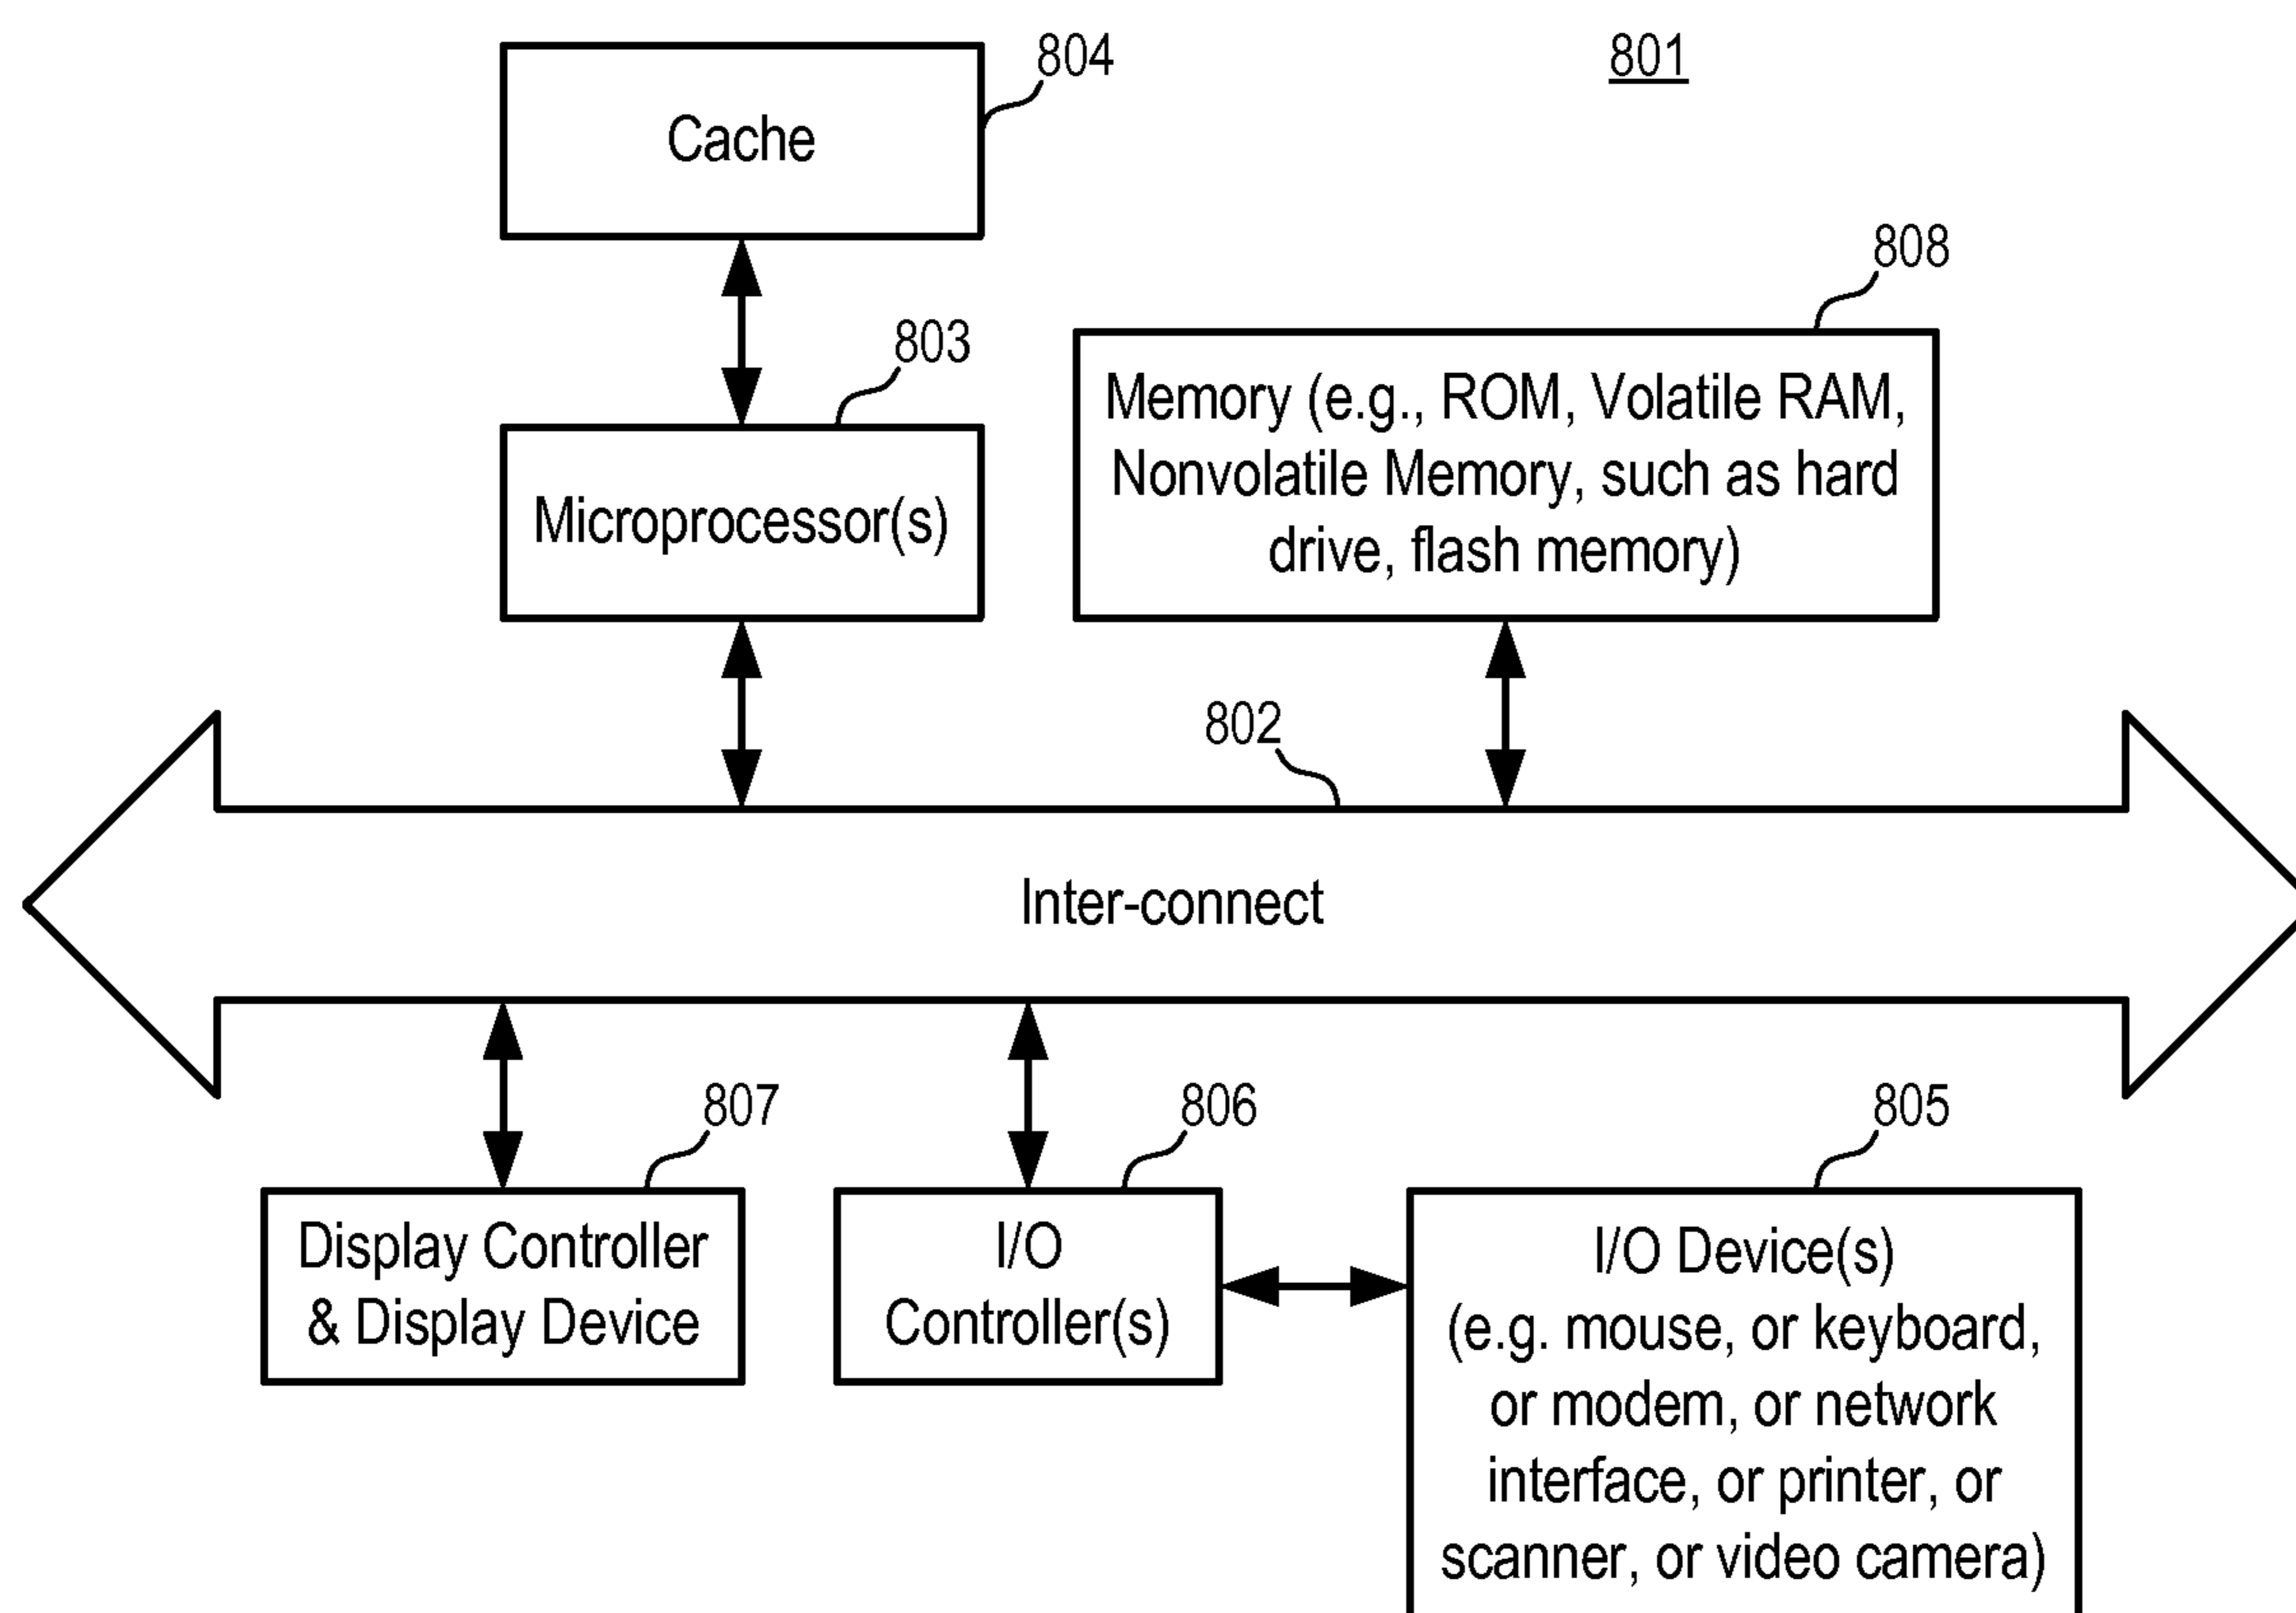 804
801
Cache
808
803
Memory (e.g., ROM, Volatile RAM,
Nonvolatile Memory, such as hard
drive, flash memory)
Microprocessor(s)
802
Inter-connect
807
806
805
Display Controller
& Display Device
I/O
Controller(s)
I/O Device(s)
(e.g. mouse, or keyboard,
or modem, or network
interface, or printer, or
scanner, or video camera)